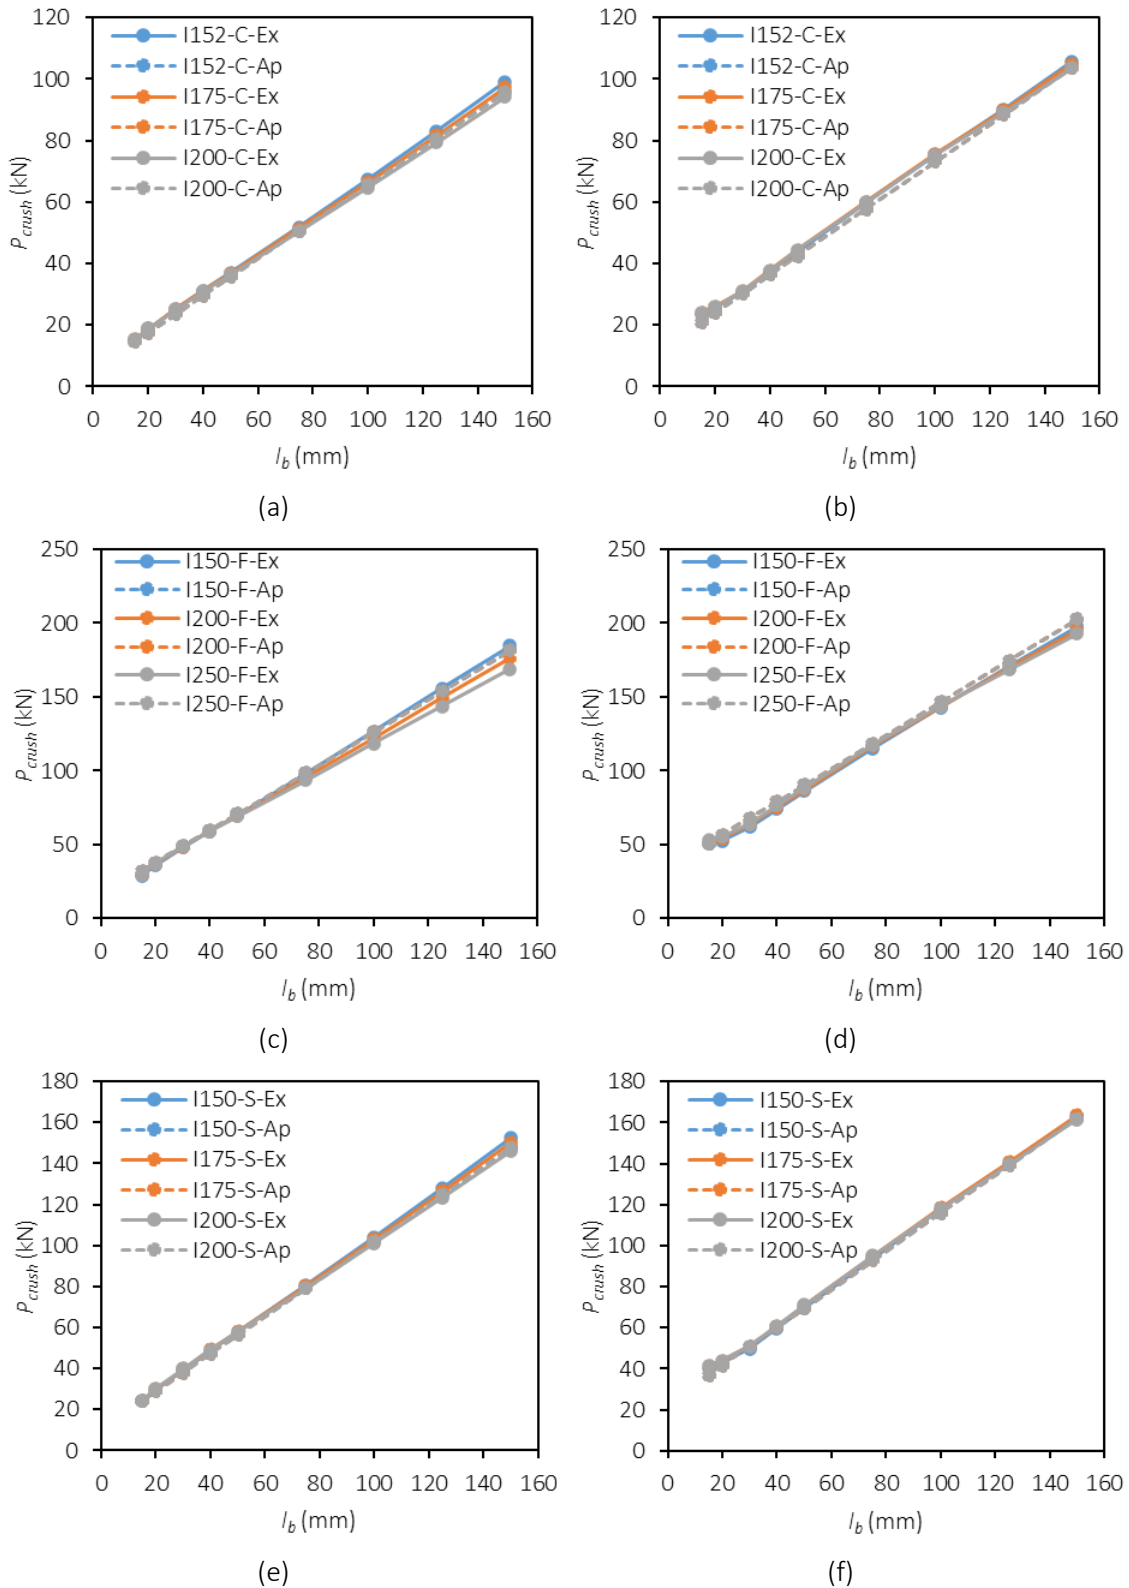 120
100
80
60
40
20
0
P_crush (kN)
I152-C-Ex
I152-C-Ap
I175-C-Ex
I175-C-Ap
I200-C-Ex
I200-C-Ap
0 20 40 60 80 100 120 140 160
l_b (mm)
(a)
120
100
80
60
40
20
0
P_crush (kN)
I152-C-Ex
I152-C-Ap
I175-C-Ex
I175-C-Ap
I200-C-Ex
I200-C-Ap
0 20 40 60 80 100 120 140 160
l_b (mm)
(b)
250
200
150
100
50
0
P_crush (kN)
I150-F-Ex
I150-F-Ap
I200-F-Ex
I200-F-Ap
I250-F-Ex
I250-F-Ap
0 20 40 60 80 100 120 140 160
l_b (mm)
(c)
250
200
150
100
50
0
P_crush (kN)
I150-F-Ex
I150-F-Ap
I200-F-Ex
I200-F-Ap
I250-F-Ex
I250-F-Ap
0 20 40 60 80 100 120 140 160
l_b (mm)
(d)
180
160
140
120
100
80
60
40
20
0
P_crush (kN)
I150-S-Ex
I150-S-Ap
I175-S-Ex
I175-S-Ap
I200-S-Ex
I200-S-Ap
0 20 40 60 80 100 120 140 160
l_b (mm)
(e)
180
160
140
120
100
80
60
40
20
0
P_crush (kN)
I150-S-Ex
I150-S-Ap
I175-S-Ex
I175-S-Ap
I200-S-Ex
I200-S-Ap
0 20 40 60 80 100 120 140 160
l_b (mm)
(f)